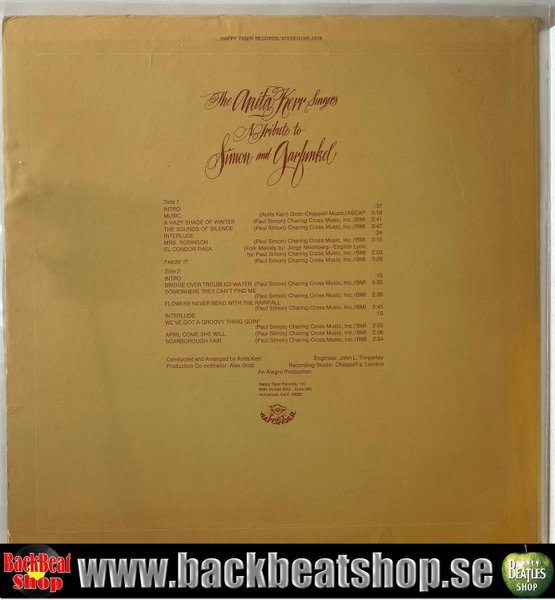 HAPPY TIGER RECORDS/STEREO/RE-1018
The Anita Kerr Singers
A Tribute to
Simon and Garfunkel
Side 1
INTRO :37
MUSIC (Anita Kerr) Grob-Chappell Music/ASCAP 3:16
A HAZY SHADE OF WINTER (Paul Simon) Charing Cross Music, Inc./BMI 2:41
THE SOUNDS OF SILENCE (Paul Simon) Charing Cross Music, Inc./BMI 3:47
INTERLUDE :24
MRS. ROBINSON (Paul Simon) Charing Cross Music, Inc./BMI 3:15
EL CONDOR PASA (Folk Melody by: Jorge Milchberg—English Lyric
by: Paul Simon) Charing Cross Music, Inc./BMI 2:03
FAKIN' IT (Paul Simon) Charing Cross Music, Inc./BMI 3:25
Side 2
INTRO :15
BRIDGE OVER TROUBLED WATER (Paul Simon) Charing Cross Music, Inc./BMI 5:20
SOMEWHERE THEY CAN'T FIND ME
(Paul Simon) Charing Cross Music, Inc./BMI 2:36
FLOWERS NEVER BEND WITH THE RAINFALL
(Paul Simon) Charing Cross Music, Inc./BMI
INTERLUDE :15
WE'VE GOT A GROOVY THING GOIN'
(Paul Simon) Charing Cross Music, Inc./BMI 2:55
APRIL COME SHE WILL (Paul Simon) Charing Cross Music, Inc./BMI 2:06
SCARBOROUGH FAIR (Paul Simon) Charing Cross Music, Inc./BMI 2:54
Conducted and Arranged by Anita Kerr Engineer: John L. Timperley
Production Co-ordinator: Alex Grob Recording Studio: Chappell's, London
An Alegro Production
Happy Tiger Records, Inc.
Hollywood, Calif.
HAPPY TIGER
BackBeat
Shop
www.backbeatshop.se
BEATLES
SHOP